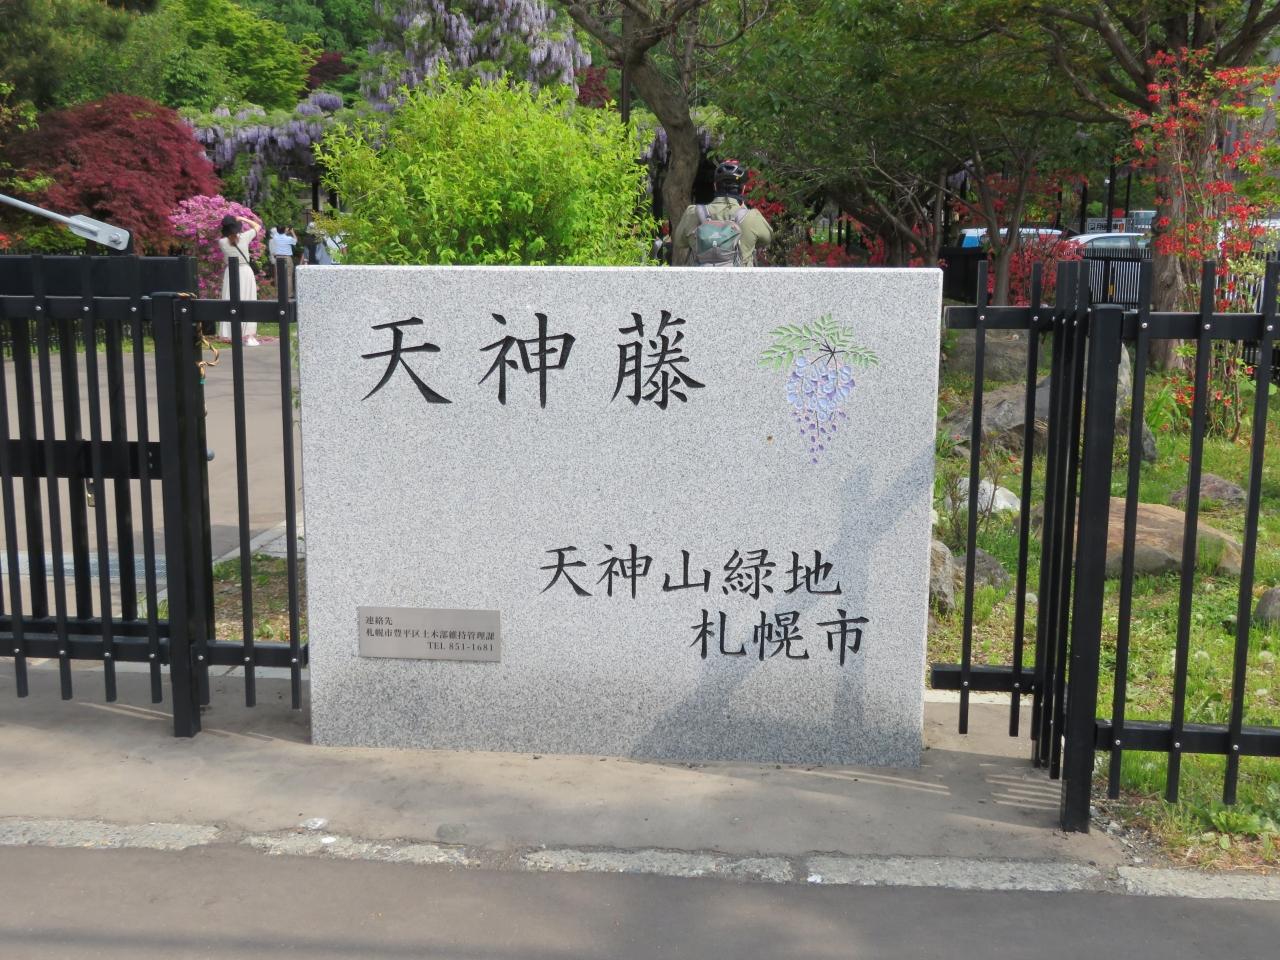 天神藤
天神山緑地
札幌市
連絡先
札幌市豊平区土木部維持管理課
TEL 851-1681